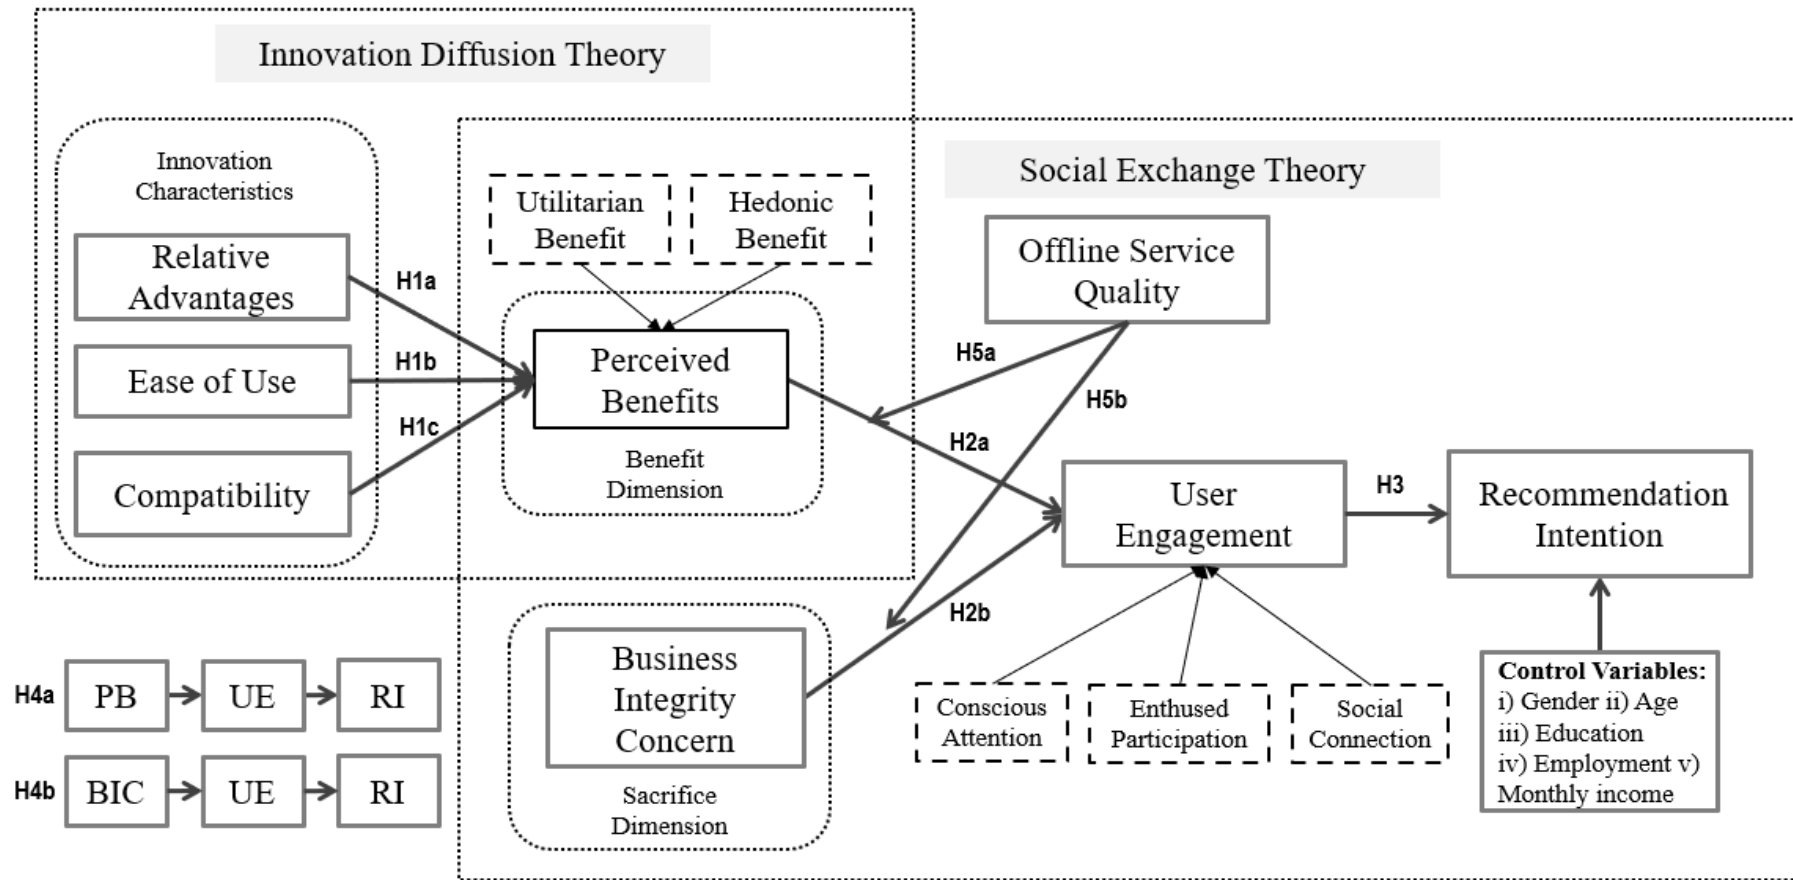 Innovation Diffusion Theory
Innovation
Characteristics
Relative
Advantages
Ease of Use
Compatibility
H1a
H1b
H1c
Utilitarian
Benefit
Hedonic
Benefit
Perceived
Benefits
Benefit
Dimension
Social Exchange Theory
Offline Service
Quality
H5a
H5b
H2a
H2b
User
Engagement
H3
Recommendation
Intention
Business
Integrity
Concern
Sacrifice
Dimension
Conscious
Attention
Enthused
Participation
Social
Connection
Control Variables:
i) Gender ii) Age
iii) Education
iv) Employment v)
Monthly income
H4a PB UE RI
H4b BIC UE RI